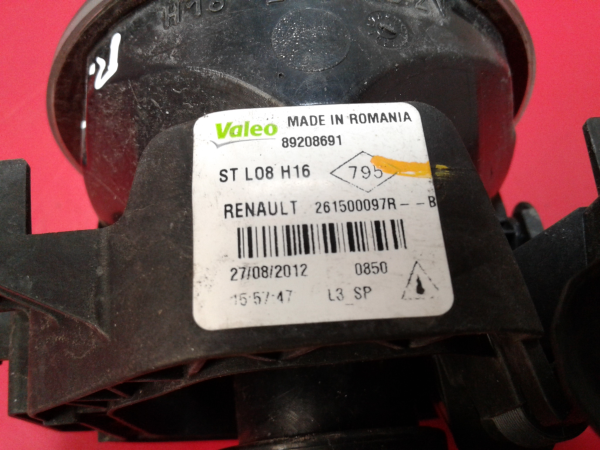 H16
Valeo MADE IN ROMANIA
89208691
ST L08 H16 795
RENAULT 261500097R--B
27/08/2012 0850
15:57:47 L3_SP